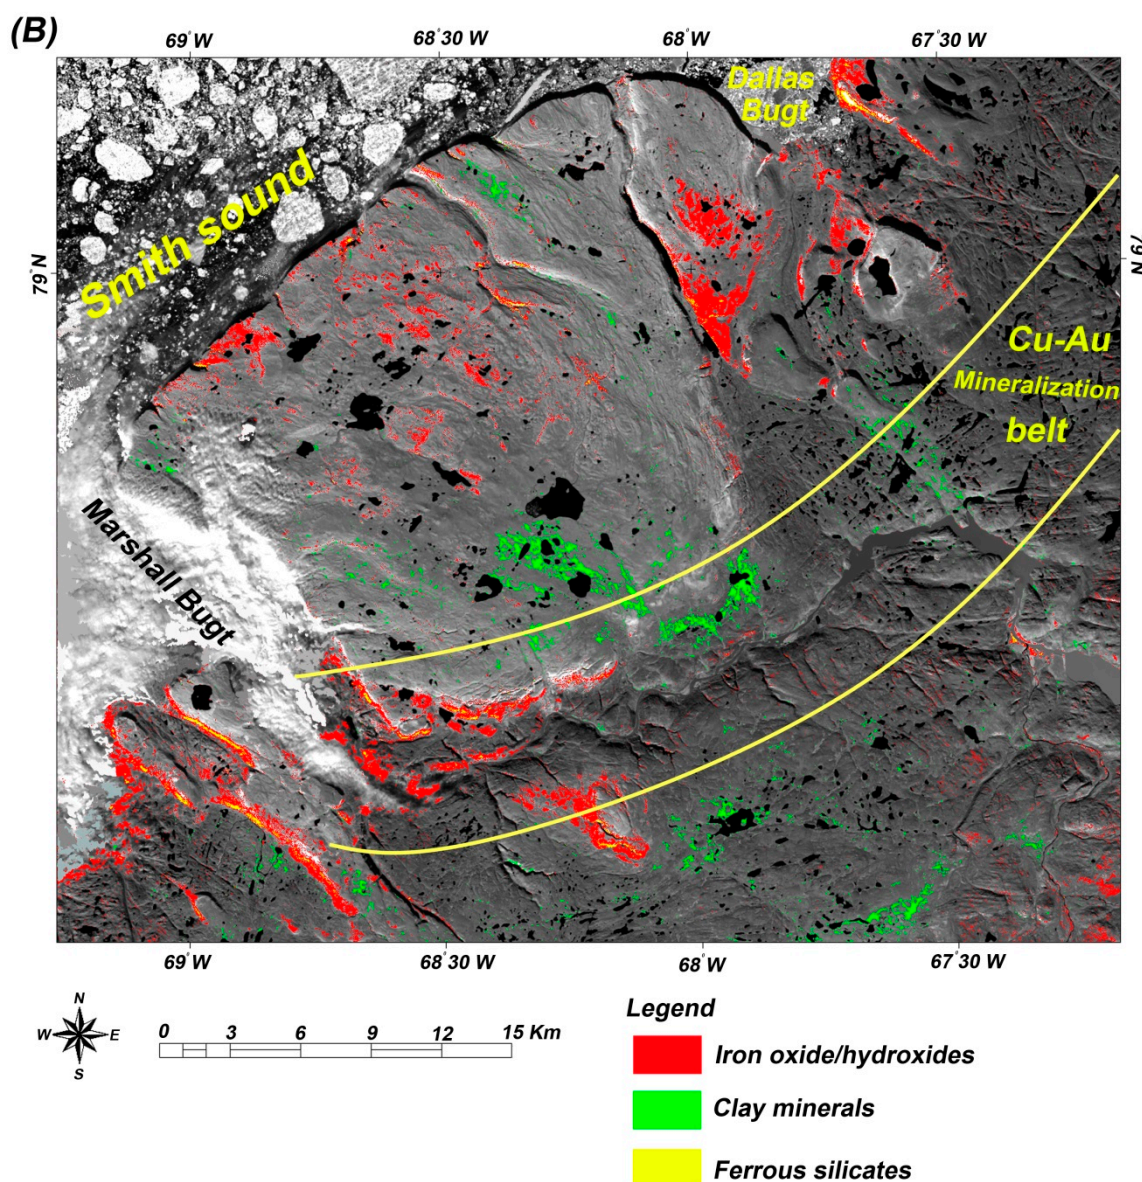 (B)
69°W
68°30 W
68°W
67°30 W
Dallas
Bugt
Smith sound
79°N
79°N
Cu-Au
Mineralization
belt
Marshall Bugt
69°W
68°30 W
68°W
67°30 W
N
W
E
S
0 3 6 9 12 15 Km
Legend
Iron oxide/hydroxides
Clay minerals
Ferrous silicates